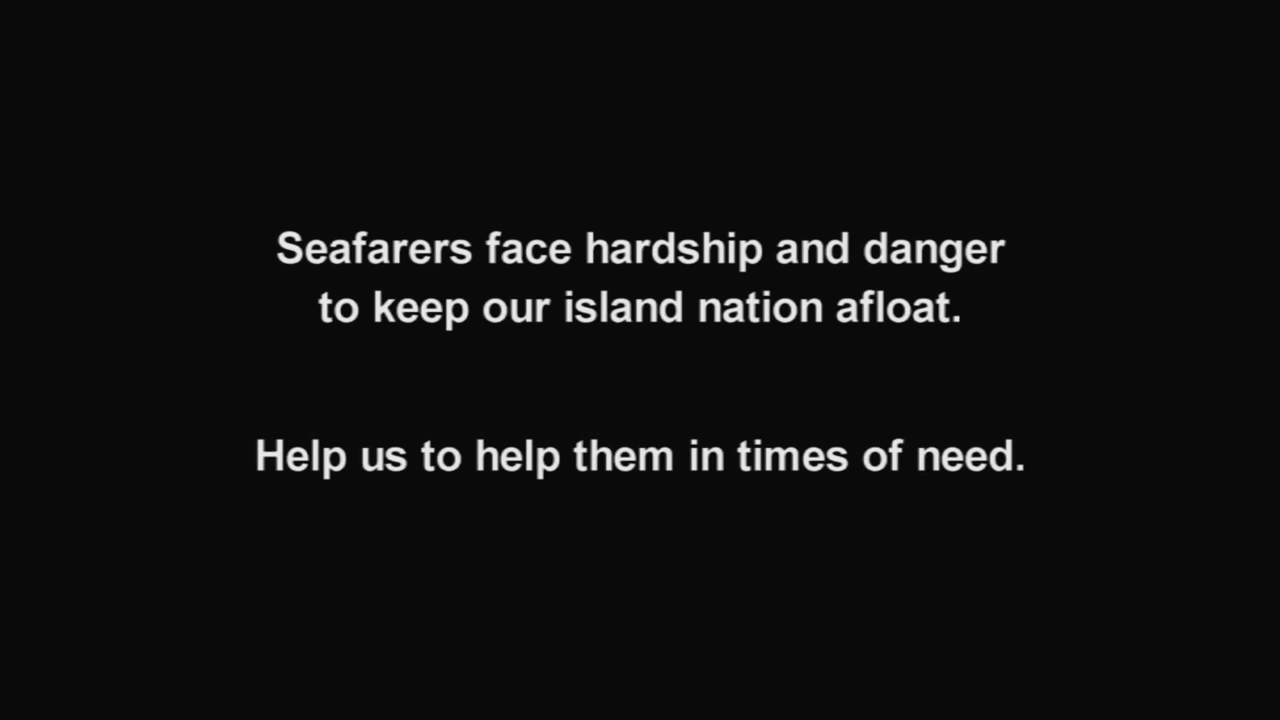 Seafarers face hardship and danger
to keep our island nation afloat.
Help us to help them in times of need.